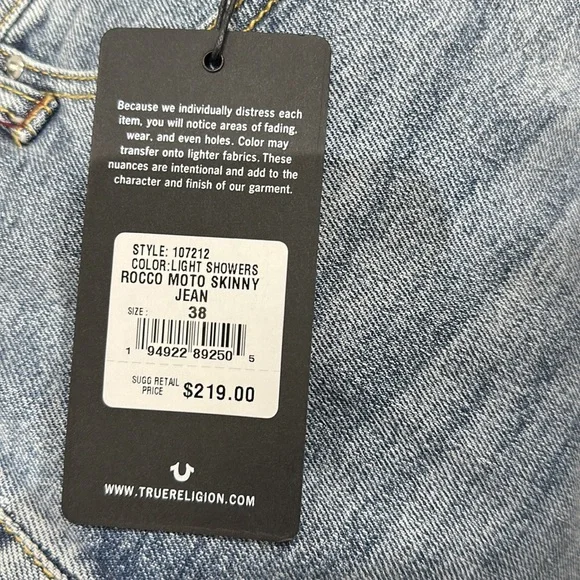 Because we individually distress each
item, you will notice areas of fading,
wear, and even holes. Color may
transfer onto lighter fabrics. These
nuances are intentional and add to the
character and finish of our garment.
STYLE: 107212
COLOR:LIGHT SHOWERS
ROCCO MOTO SKINNY
JEAN
SIZE: 38
1 94922 89250 5
SUGG RETAIL
PRICE $219.00
WWW.TRUERELIGION.COM